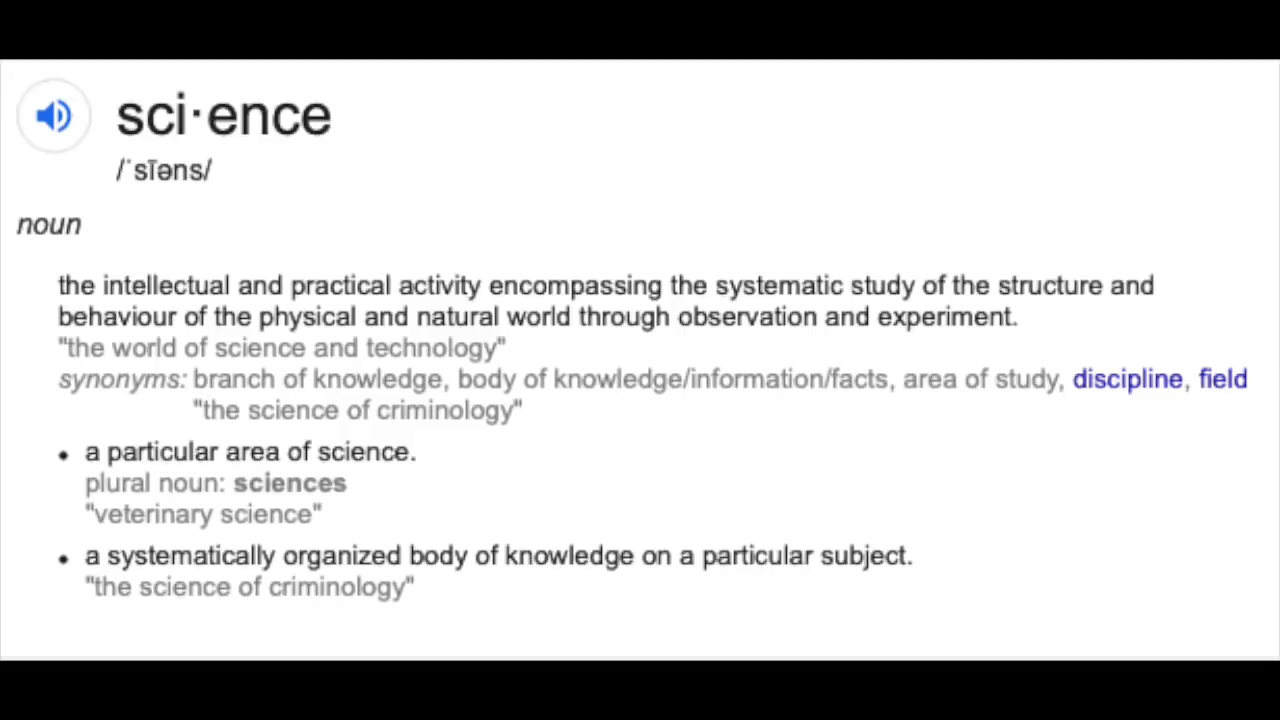 sci·ence
/ˈsīəns/
noun
the intellectual and practical activity encompassing the systematic study of the structure and
behaviour of the physical and natural world through observation and experiment.
"the world of science and technology"
synonyms: branch of knowledge, body of knowledge/information/facts, area of study, discipline, field
"the science of criminology"
• a particular area of science.
plural noun: sciences
"veterinary science"
• a systematically organized body of knowledge on a particular subject.
"the science of criminology"